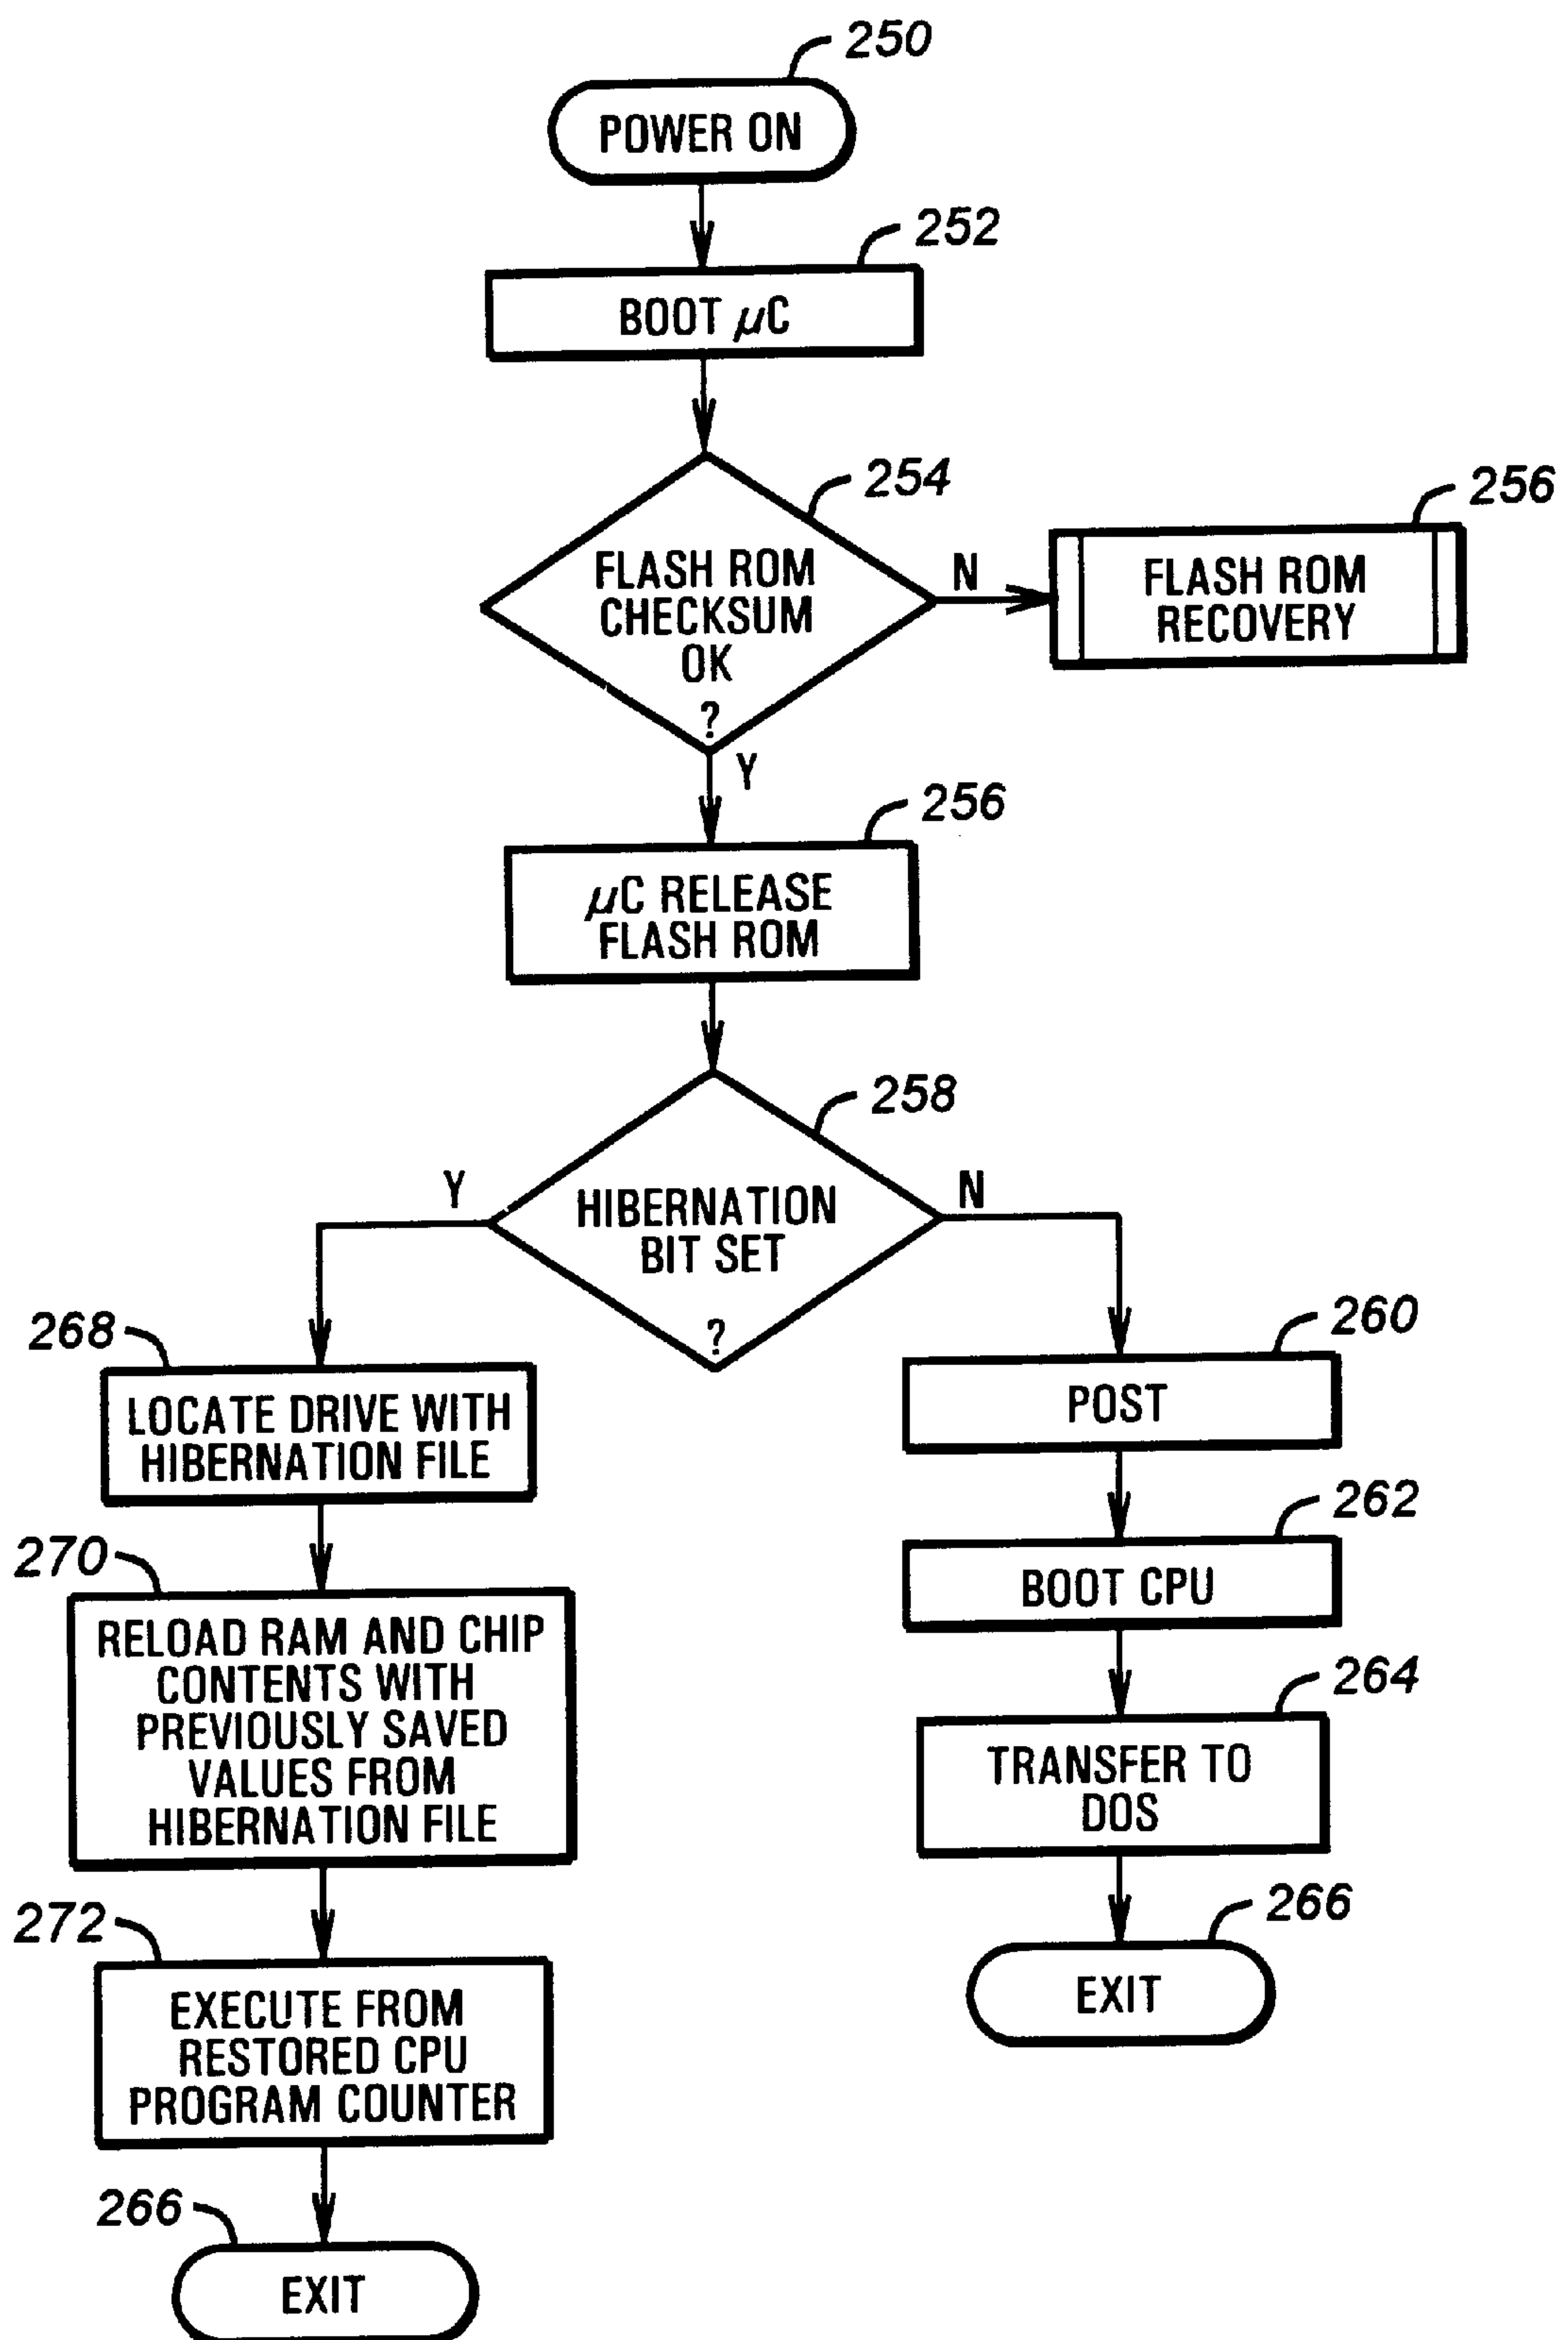 250
POWER ON
252
BOOT µC
254
FLASH ROM
CHECKSUM
OK
?
N
Y
256
FLASH ROM
RECOVERY
256
µC RELEASE
FLASH ROM
258
HIBERNATION
BIT SET
?
Y
N
268
LOCATE DRIVE WITH
HIBERNATION FILE
270
RELOAD RAM AND CHIP
CONTENTS WITH
PREVIOUSLY SAVED
VALUES FROM
HIBERNATION FILE
272
EXECUTE FROM
RESTORED CPU
PROGRAM COUNTER
266
EXIT
260
POST
262
BOOT CPU
264
TRANSFER TO
DOS
266
EXIT